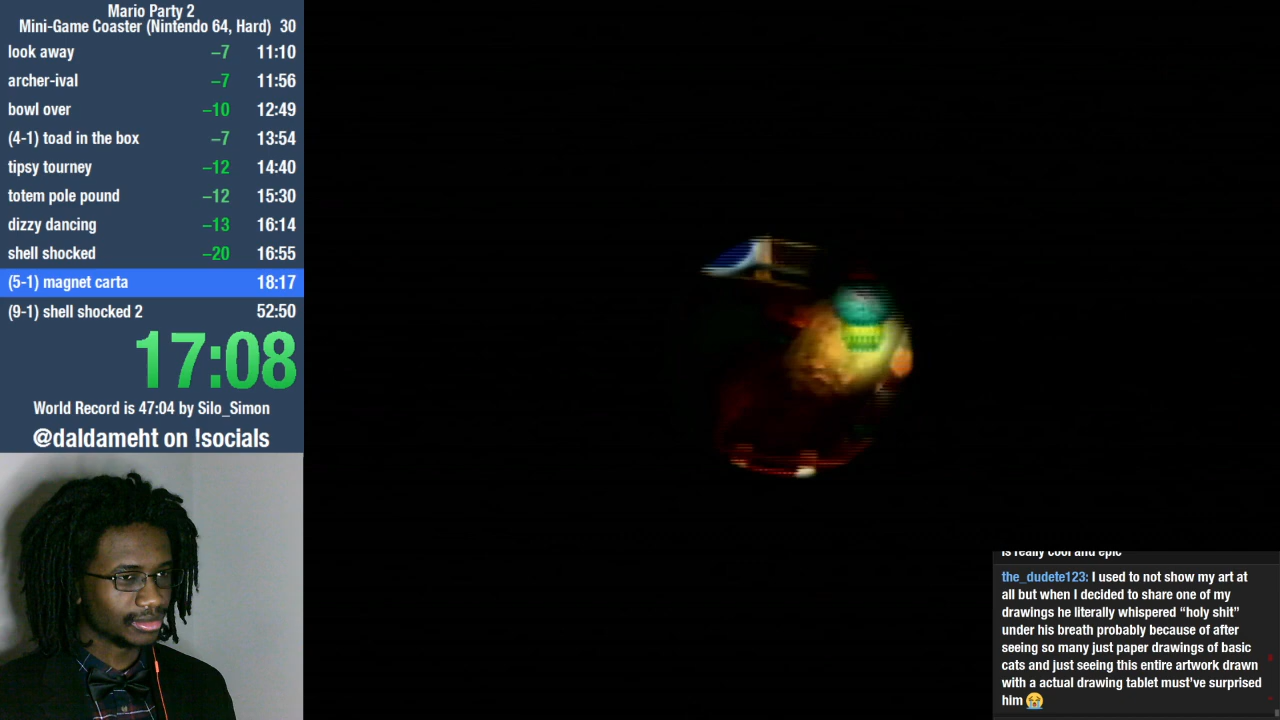 Mario Party 2
Mini-Game Coaster (Nintendo 64, Hard) 30
look away –7 11:10
archer-ival –7 11:56
bowl over –10 12:49
(4-1) toad in the box –7 13:54
tipsy tourney –12 14:40
totem pole pound –12 15:30
dizzy dancing –13 16:14
shell shocked –20 16:55
(5-1) magnet carta 18:17
(9-1) shell shocked 2 52:50
17:08
World Record is 47:04 by Silo_Simon
@daldameht on !socials
is really cool and epic
the_dudete123: I used to not show my art at
all but when I decided to share one of my
drawings he literally whispered “holy shit”
under his breath probably because of after
seeing so many just paper drawings of basic
cats and just seeing this entire artwork drawn
with a actual drawing tablet must've surprised
him 😭